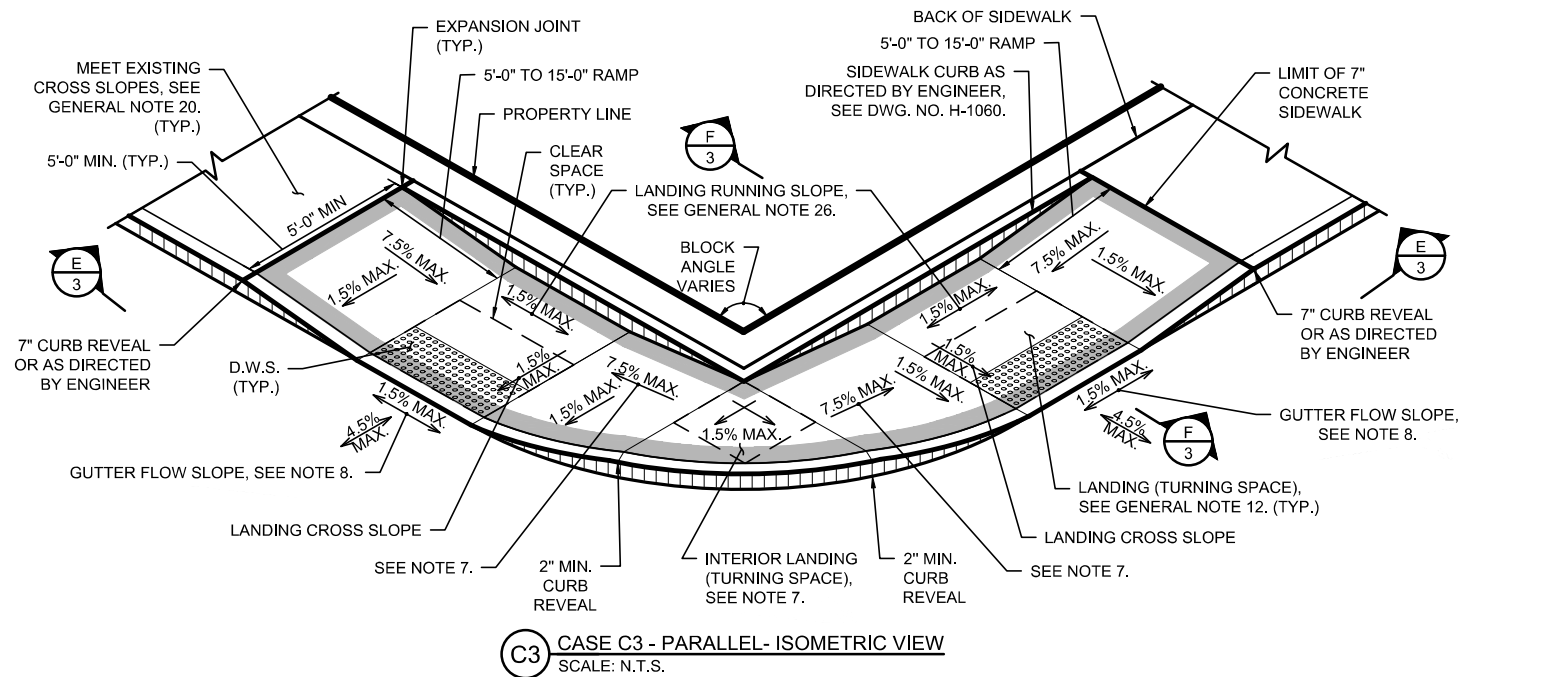 EXPANSION JOINT
(TYP.)
BACK OF SIDEWALK
5'-0" TO 15'-0" RAMP
MEET EXISTING
CROSS SLOPES, SEE
GENERAL NOTE 20.
(TYP.)
5'-0" TO 15'-0" RAMP
SIDEWALK CURB AS
DIRECTED BY ENGINEER,
SEE DWG. NO. H-1060.
LIMIT OF 7"
CONCRETE
SIDEWALK
PROPERTY LINE
5'-0" MIN. (TYP.)
CLEAR
SPACE
(TYP.)
F
3
LANDING RUNNING SLOPE,
SEE GENERAL NOTE 26.
5'-0" MIN
BLOCK
ANGLE
VARIES
E
3
E
3
7.5% MAX.
1.5% MAX.
1.5% MAX.
7.5% MAX.
1.5% MAX.
1.5% MAX.
7" CURB REVEAL
OR AS DIRECTED
BY ENGINEER
7" CURB REVEAL
OR AS DIRECTED
BY ENGINEER
D.W.S.
(TYP.)
1.5%
MAX.
7.5% MAX.
1.5% MAX.
1.5% MAX.
7.5% MAX.
1.5% MAX.
1.5%
MAX.
1.5% MAX.
4.5%
MAX.
1.5% MAX.
4.5%
MAX.
GUTTER FLOW SLOPE,
SEE NOTE 8.
F
3
GUTTER FLOW SLOPE, SEE NOTE 8.
LANDING (TURNING SPACE),
SEE GENERAL NOTE 12. (TYP.)
LANDING CROSS SLOPE
LANDING CROSS SLOPE
SEE NOTE 7.
2" MIN.
CURB
REVEAL
INTERIOR LANDING
(TURNING SPACE),
SEE NOTE 7.
2" MIN.
CURB
REVEAL
SEE NOTE 7.
C3
CASE C3 - PARALLEL- ISOMETRIC VIEW
SCALE: N.T.S.